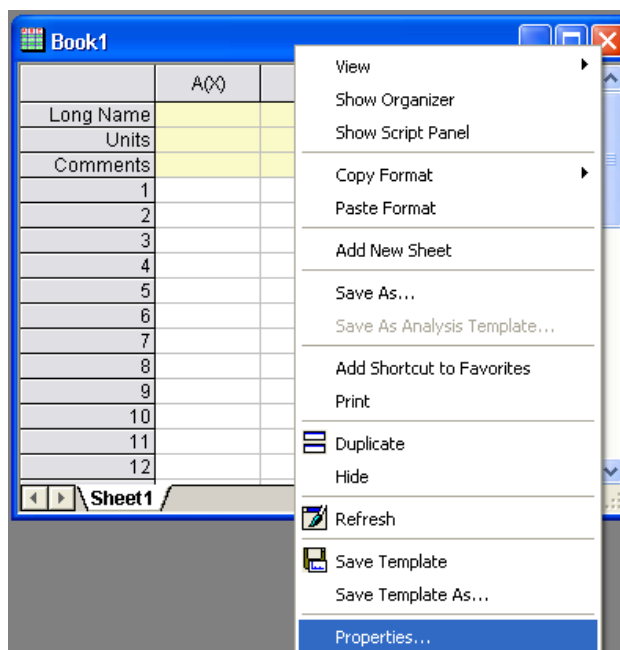 Book1
A(X)
Long Name
Units
Comments
1
2
3
4
5
6
7
8
9
10
11
12
Sheet1
View
Show Organizer
Show Script Panel
Copy Format
Paste Format
Add New Sheet
Save As...
Save As Analysis Template...
Add Shortcut to Favorites
Print
Duplicate
Hide
Refresh
Save Template
Save Template As...
Properties...